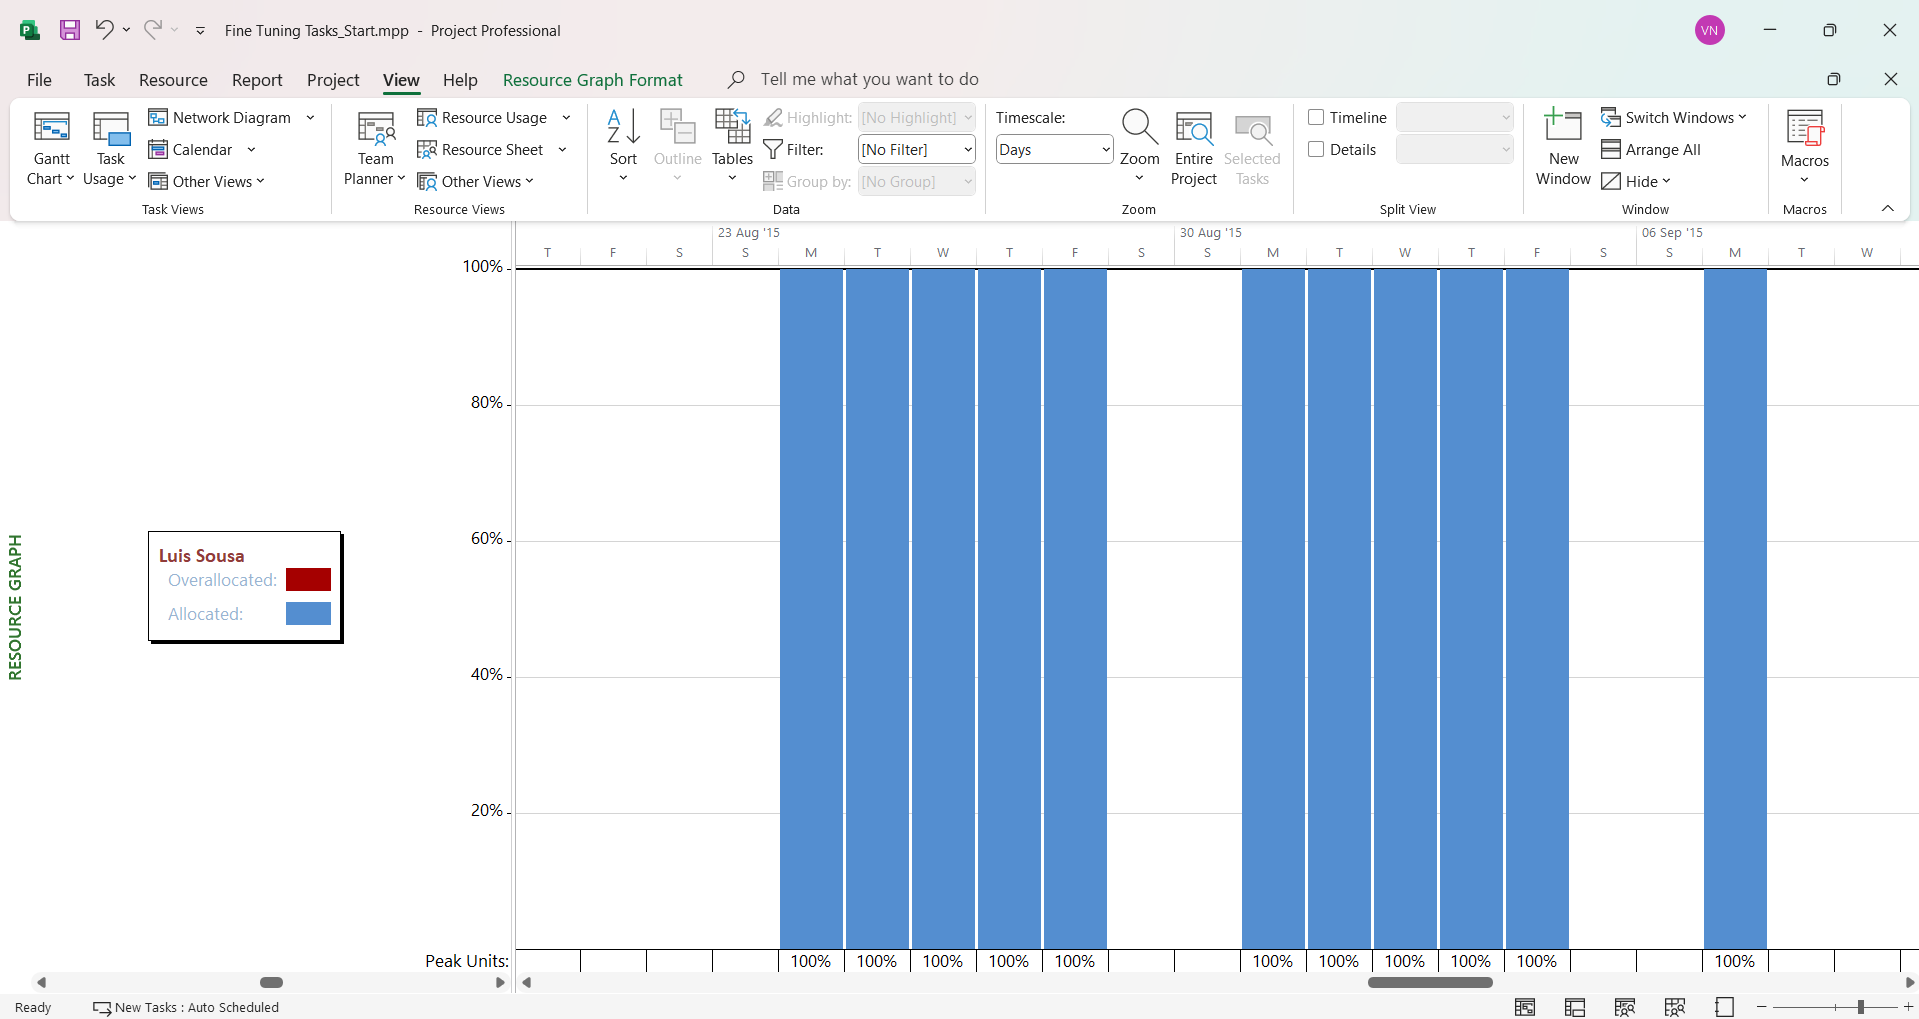 Fine Tuning Tasks_Start.mpp - Project Professional
VN
File Task Resource Report Project View Help Resource Graph Format Tell me what you want to do
Gantt Chart
Task Usage
Network Diagram
Calendar
Other Views
Task Views
Team Planner
Resource Usage
Resource Sheet
Other Views
Resource Views
Sort
Outline
Tables
Highlight: [No Highlight]
Filter: [No Filter]
Group by: [No Group]
Data
Timescale:
Days
Zoom
Entire Project
Selected Tasks
Zoom
Timeline
Details
Split View
New Window
Switch Windows
Arrange All
Hide
Window
Macros
Macros
23 Aug '15 30 Aug '15 06 Sep '15
T F S S M T W T F S S M T W T F S S M T W
100%
80%
60%
40%
20%
RESOURCE GRAPH
Luis Sousa
Overallocated:
Allocated:
Peak Units: 100% 100% 100% 100% 100% 100% 100% 100% 100% 100% 100%
Ready New Tasks : Auto Scheduled